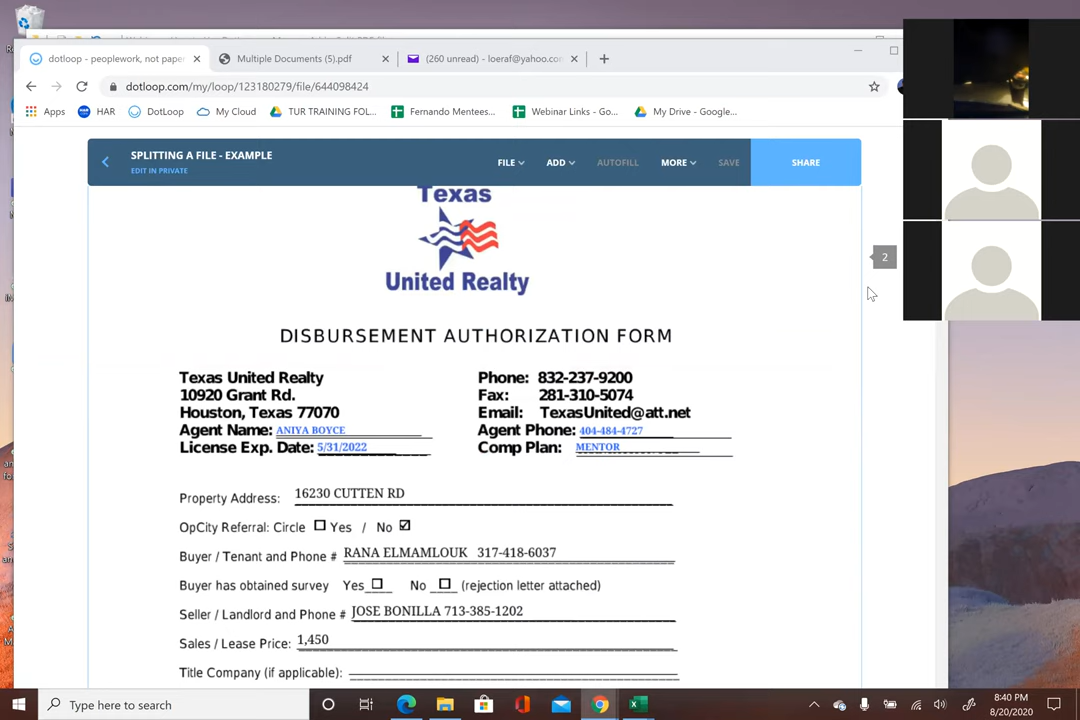 dotloop - peoplework, not paper
Multiple Documents (5).pdf
(260 unread) - loeraf@yahoo.com
dotloop.com/my/loop/123180279/file/644098424
Apps
HAR
DotLoop
My Cloud
TUR TRAINING FOL...
Fernando Mentees...
Webinar Links - Go...
My Drive - Google...
SPLITTING A FILE - EXAMPLE
EDIT IN PRIVATE
FILE
ADD
AUTOFILL
MORE
SAVE
SHARE
2
Texas
United Realty
DISBURSEMENT AUTHORIZATION FORM
Texas United Realty Phone: 832-237-9200
10920 Grant Rd. Fax: 281-310-5074
Houston, Texas 77070 Email: TexasUnited@att.net
Agent Name: ANIYA BOYCE Agent Phone: 404-484-4727
License Exp. Date: 5/31/2022 Comp Plan: MENTOR
Property Address: 16230 CUTTEN RD
OpCity Referral: Circle Yes / No
Buyer / Tenant and Phone # RANA ELMAMLOUK 317-418-6037
Buyer has obtained survey Yes No (rejection letter attached)
Seller / Landlord and Phone # JOSE BONILLA 713-385-1202
Sales / Lease Price: 1,450
Title Company (if applicable):
Type here to search
8:40 PM
8/20/2020